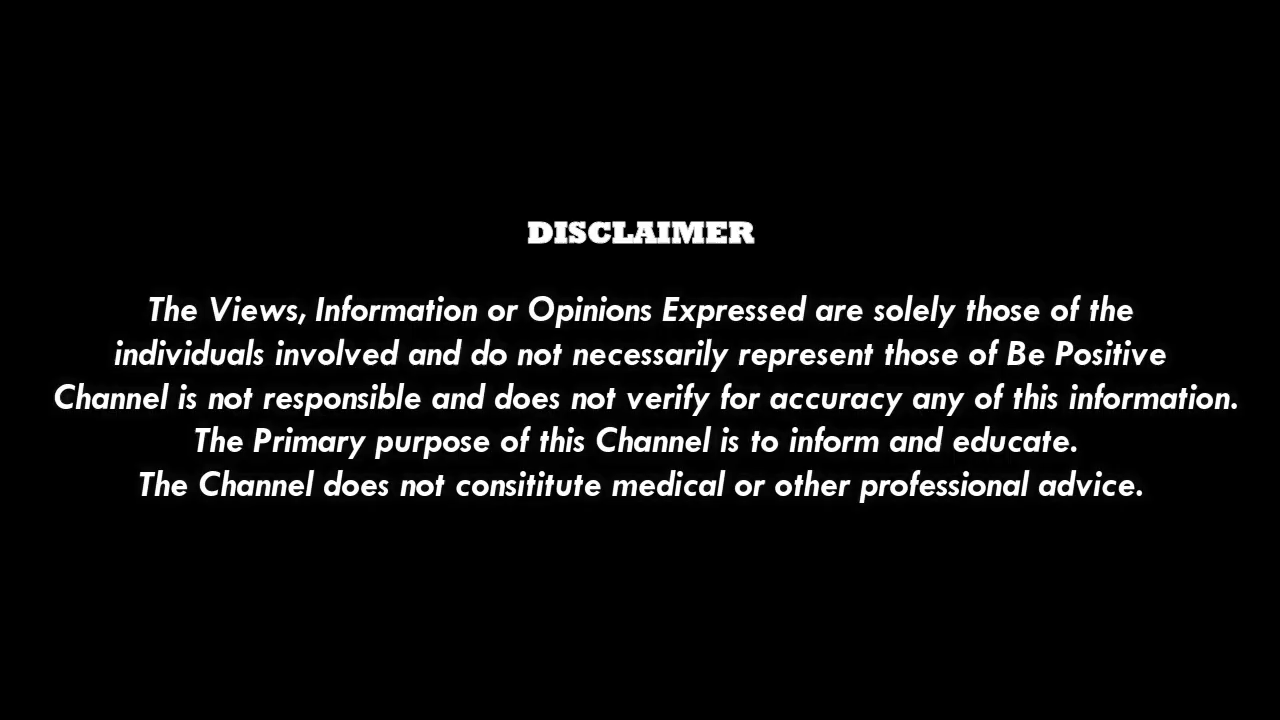 DISCLAIMER
The Views, Information or Opinions Expressed are solely those of the
individuals involved and do not necessarily represent those of Be Positive
Channel is not responsible and does not verify for accuracy any of this information.
The Primary purpose of this Channel is to inform and educate.
The Channel does not consititute medical or other professional advice.